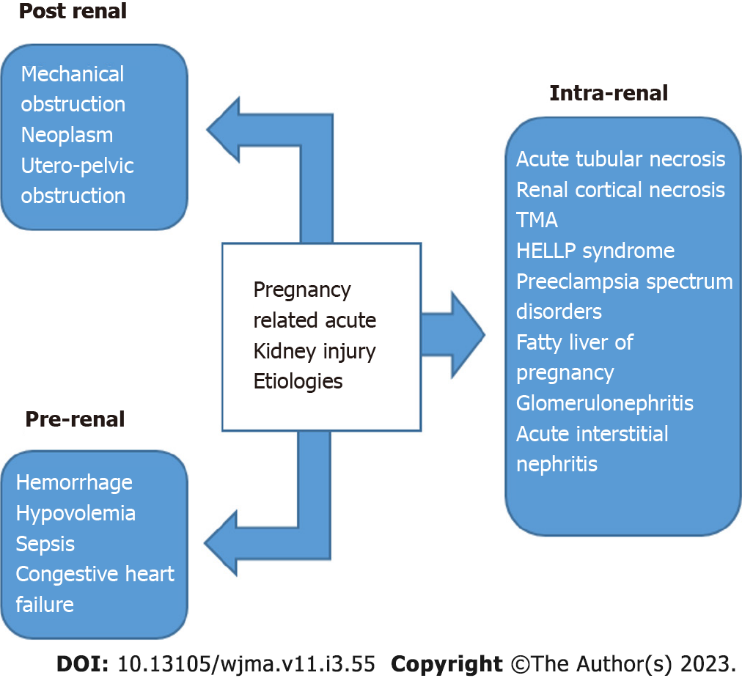 Post renal
Mechanical
obstruction
Neoplasm
Utero-pelvic
obstruction
Intra-renal
Acute tubular necrosis
Renal cortical necrosis
TMA
HELLP syndrome
Preeclampsia spectrum
disorders
Fatty liver of
pregnancy
Glomerulonephritis
Acute interstitial
nephritis
Pregnancy
related acute
Kidney injury
Etiologies
Pre-renal
Hemorrhage
Hypovolemia
Sepsis
Congestive heart
failure
DOI: 10.13105/wjma.v11.i3.55 Copyright ©The Author(s) 2023.